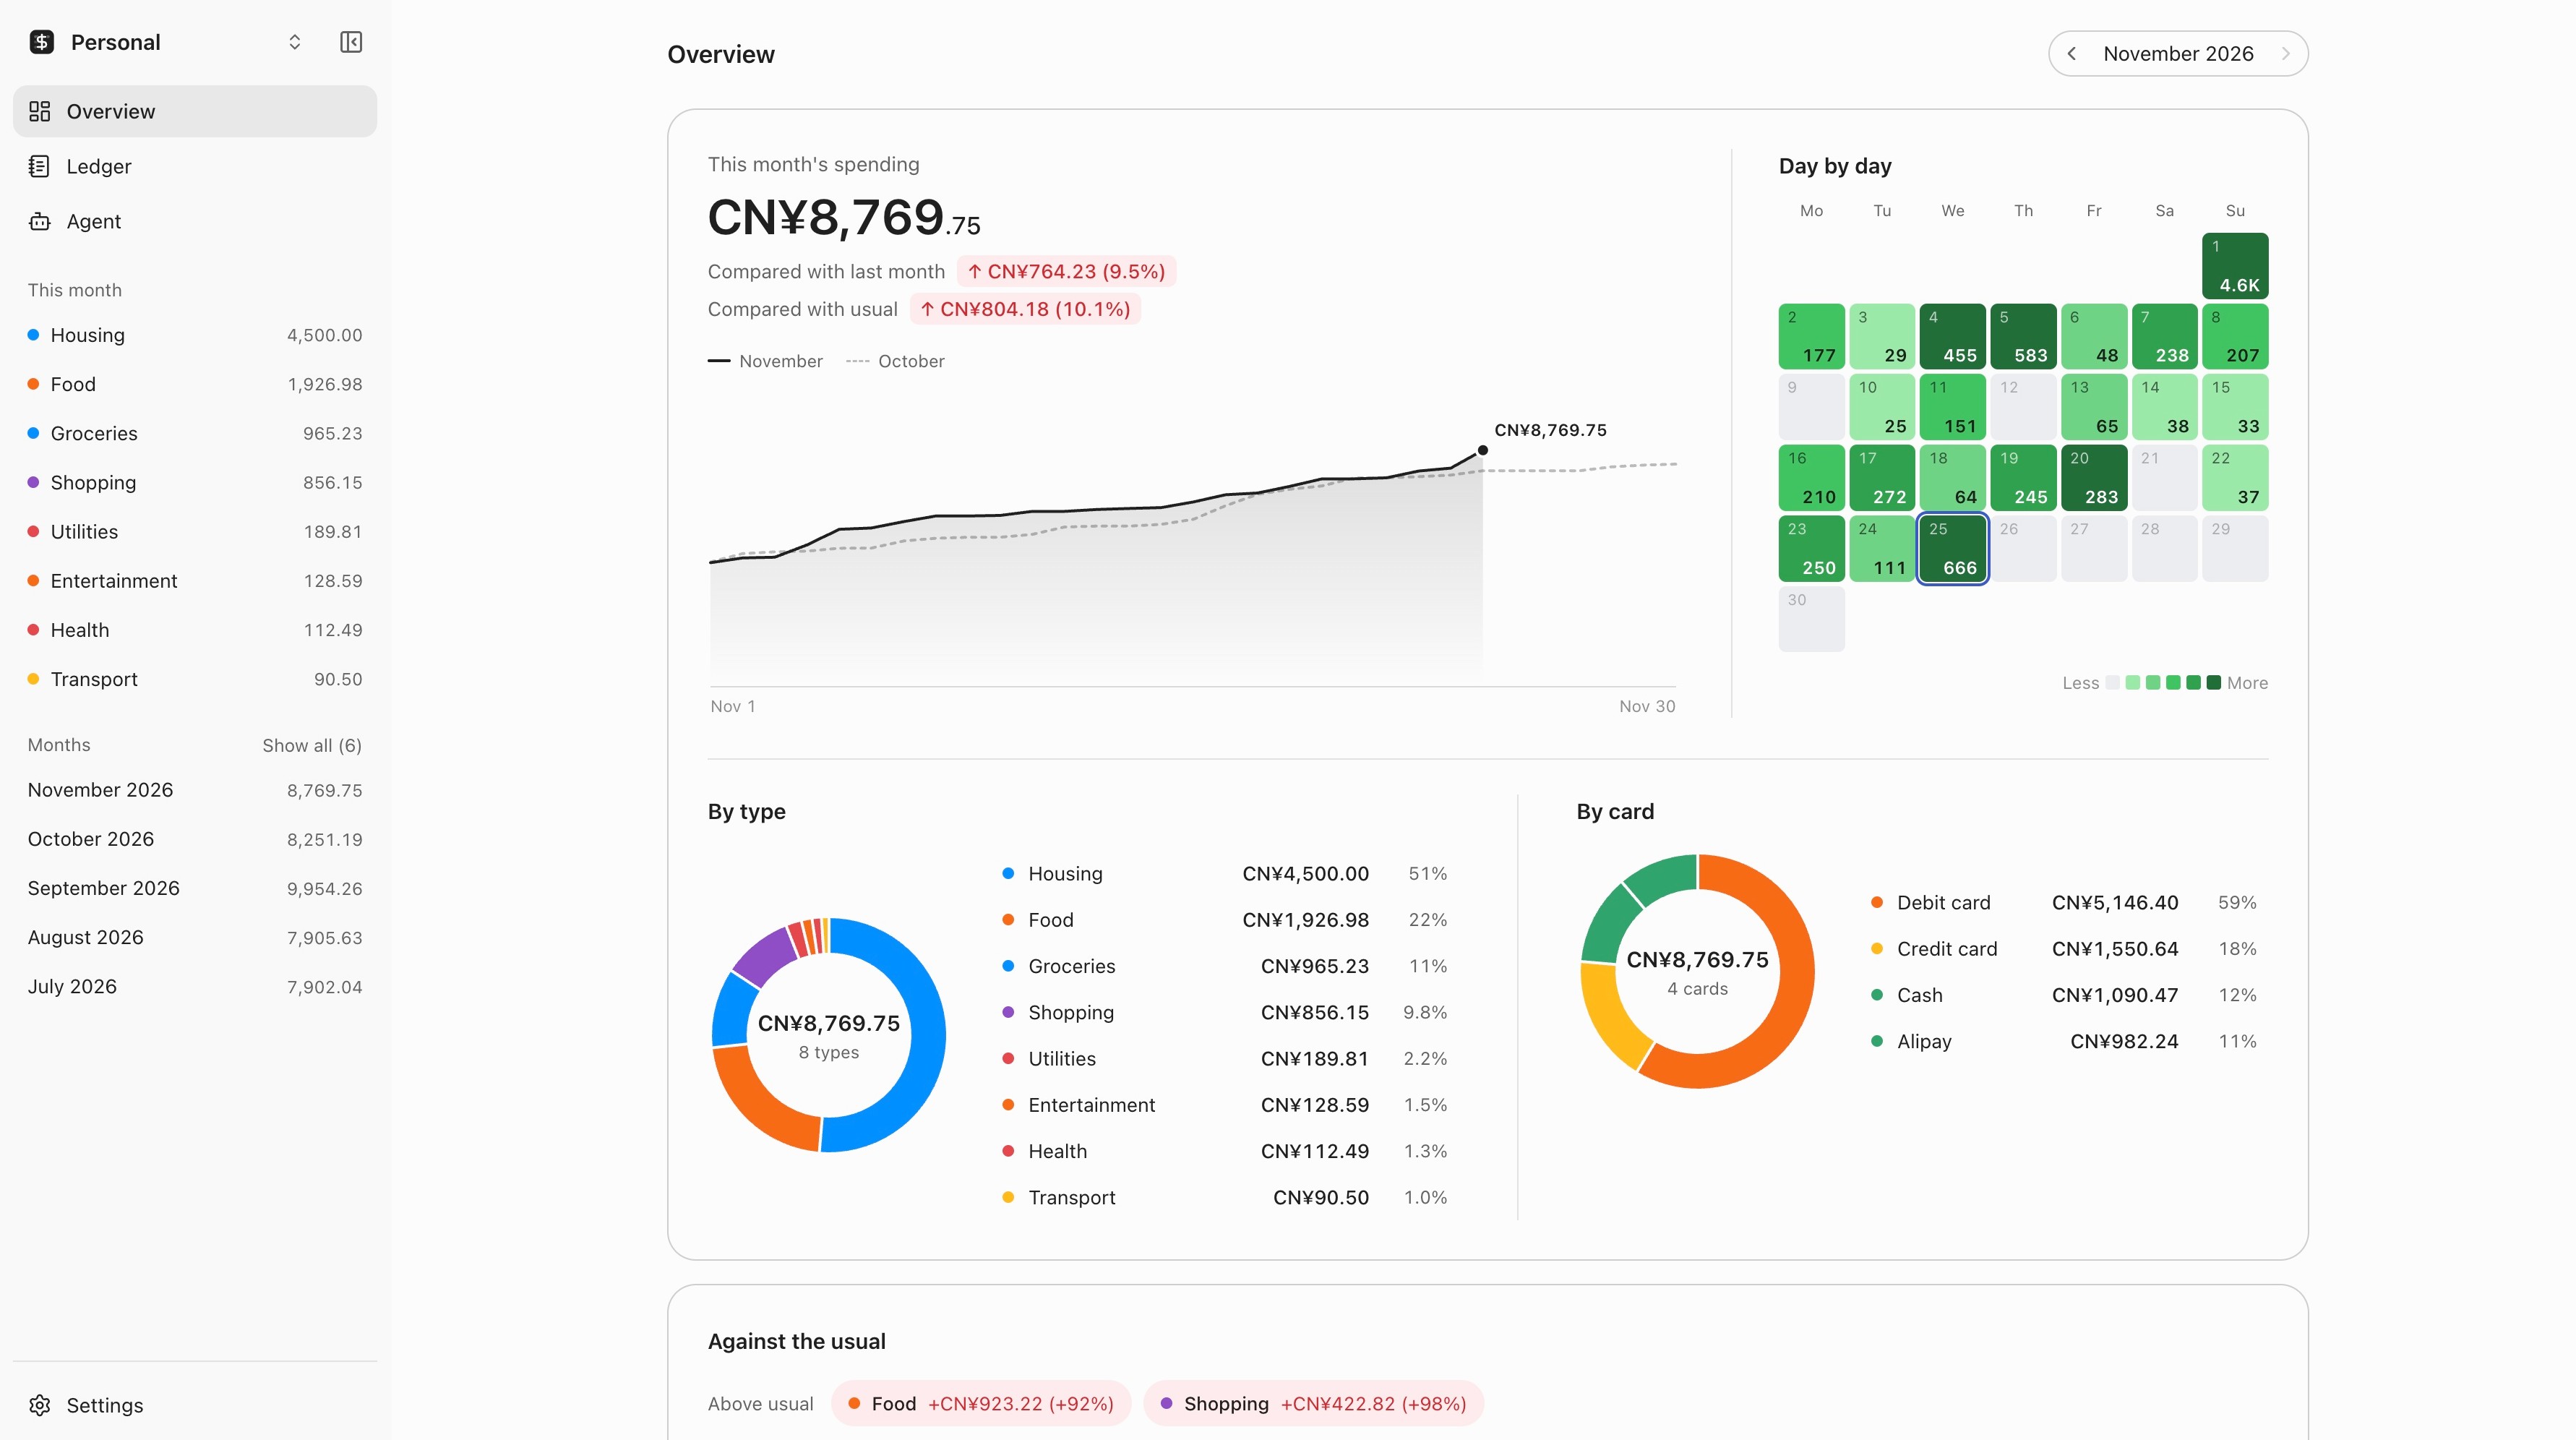 Personal
Overview
Ledger
Agent
This month
Housing 4,500.00
Food 1,926.98
Groceries 965.23
Shopping 856.15
Utilities 189.81
Entertainment 128.59
Health 112.49
Transport 90.50
Months Show all (6)
November 2026 8,769.75
October 2026 8,251.19
September 2026 9,954.26
August 2026 7,905.63
July 2026 7,902.04
Settings
Overview
November 2026
This month's spending
CN¥8,769.75
Compared with last month ↑ CN¥764.23 (9.5%)
Compared with usual ↑ CN¥804.18 (10.1%)
November October
CN¥8,769.75
Nov 1 Nov 30
Day by day
Mo Tu We Th Fr Sa Su
1
4.6K
2 3 4 5 6 7 8
177 29 455 583 48 238 207
9 10 11 12 13 14 15
25 151 65 38 33
16 17 18 19 20 21 22
210 272 64 245 283 37
23 24 25 26 27 28 29
250 111 666
30
Less More
By type
CN¥8,769.75
8 types
Housing CN¥4,500.00 51%
Food CN¥1,926.98 22%
Groceries CN¥965.23 11%
Shopping CN¥856.15 9.8%
Utilities CN¥189.81 2.2%
Entertainment CN¥128.59 1.5%
Health CN¥112.49 1.3%
Transport CN¥90.50 1.0%
By card
CN¥8,769.75
4 cards
Debit card CN¥5,146.40 59%
Credit card CN¥1,550.64 18%
Cash CN¥1,090.47 12%
Alipay CN¥982.24 11%
Against the usual
Above usual Food +CN¥923.22 (+92%) Shopping +CN¥422.82 (+98%)